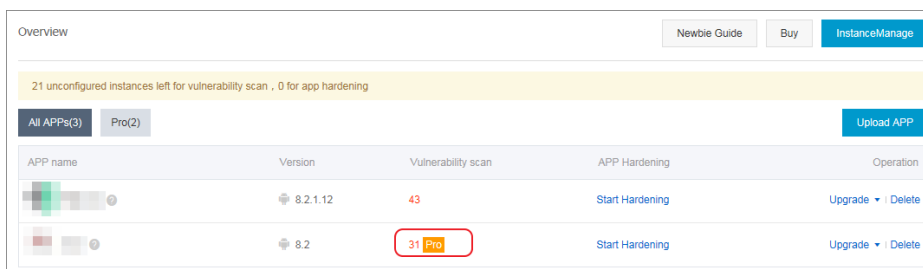 Overview
Newbie Guide
Buy
InstanceManage
21 unconfigured instances left for vulnerability scan , 0 for app hardening
All APPs(3)
Pro(2)
Upload APP
APP name
Version
Vulnerability scan
APP Hardening
Operation
?
8.2.1.12
43
Start Hardening
Upgrade
Delete
?
8.2
31 Pro
Start Hardening
Upgrade
Delete